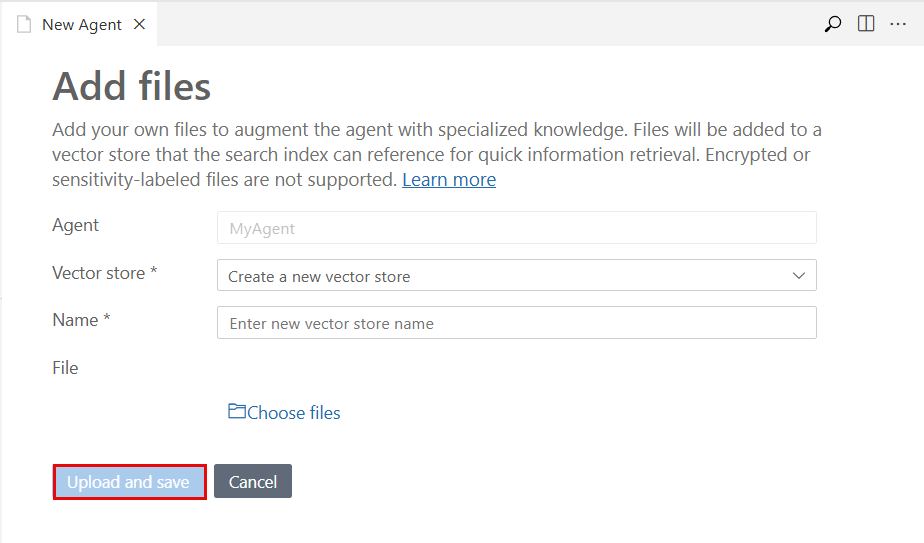 New Agent
Add files
Add your own files to augment the agent with specialized knowledge. Files will be added to a
vector store that the search index can reference for quick information retrieval. Encrypted or
sensitivity-labeled files are not supported. Learn more
Agent
MyAgent
Vector store *
Create a new vector store
Name *
Enter new vector store name
File
Choose files
Upload and save
Cancel